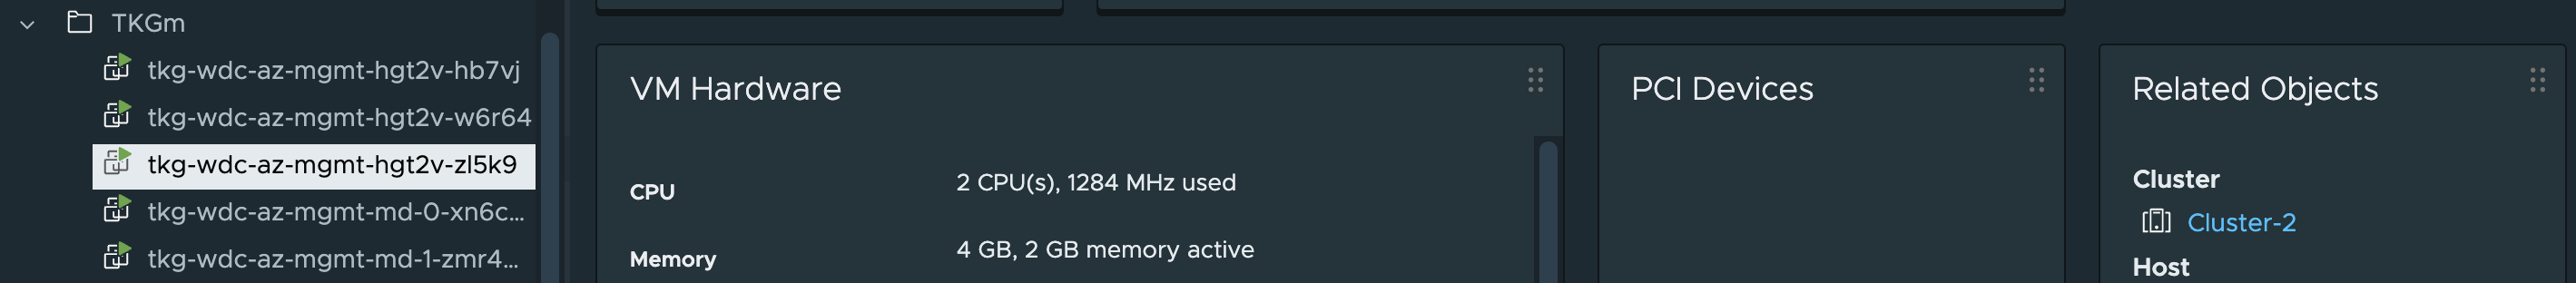 TKGm
tkg-wdc-az-mgmt-hgt2v-hb7vj
tkg-wdc-az-mgmt-hgt2v-w6r64
tkg-wdc-az-mgmt-hgt2v-zl5k9
tkg-wdc-az-mgmt-md-0-xn6c...
tkg-wdc-az-mgmt-md-1-zmr4...
VM Hardware
CPU
2 CPU(s), 1284 MHz used
Memory
4 GB, 2 GB memory active
PCI Devices
Related Objects
Cluster
Cluster-2
Host